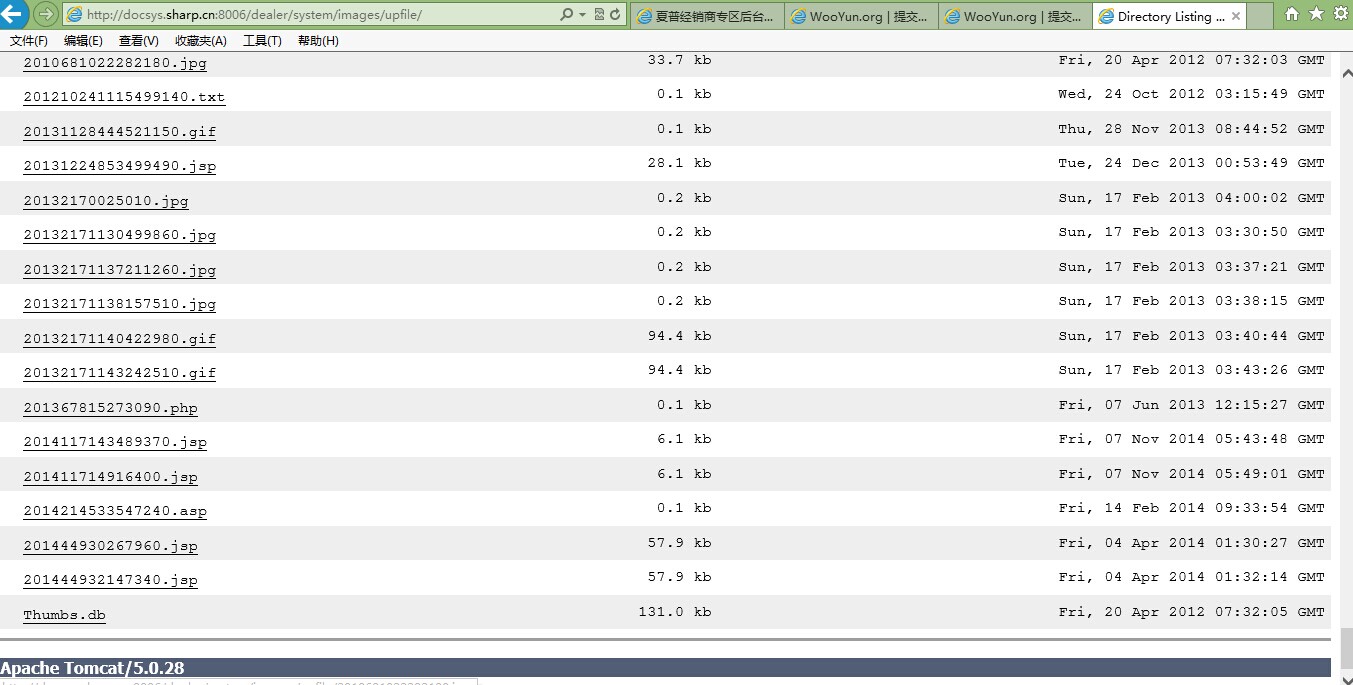 http://docsys.sharp.cn:8006/dealer/system/images/upfile/
夏普经销商专区后台...
WooYun.org | 提交...
WooYun.org | 提交...
Directory Listing ...
文件(F) 编辑(E) 查看(V) 收藏夹(A) 工具(T) 帮助(H)
2010681022282180.jpg 33.7 kb Fri, 20 Apr 2012 07:32:03 GMT
201210241115499140.txt 0.1 kb Wed, 24 Oct 2012 03:15:49 GMT
20131128444521150.gif 0.1 kb Thu, 28 Nov 2013 08:44:52 GMT
20131224853499490.jsp 28.1 kb Tue, 24 Dec 2013 00:53:49 GMT
20132170025010.jpg 0.2 kb Sun, 17 Feb 2013 04:00:02 GMT
20132171130499860.jpg 0.2 kb Sun, 17 Feb 2013 03:30:50 GMT
20132171137211260.jpg 0.2 kb Sun, 17 Feb 2013 03:37:21 GMT
20132171138157510.jpg 0.2 kb Sun, 17 Feb 2013 03:38:15 GMT
20132171140422980.gif 94.4 kb Sun, 17 Feb 2013 03:40:44 GMT
20132171143242510.gif 94.4 kb Sun, 17 Feb 2013 03:43:26 GMT
201367815273090.php 0.1 kb Fri, 07 Jun 2013 12:15:27 GMT
2014117143489370.jsp 6.1 kb Fri, 07 Nov 2014 05:43:48 GMT
201411714916400.jsp 6.1 kb Fri, 07 Nov 2014 05:49:01 GMT
2014214533547240.asp 0.1 kb Fri, 14 Feb 2014 09:33:54 GMT
201444930267960.jsp 57.9 kb Fri, 04 Apr 2014 01:30:27 GMT
201444932147340.jsp 57.9 kb Fri, 04 Apr 2014 01:32:14 GMT
Thumbs.db 131.0 kb Fri, 20 Apr 2012 07:32:05 GMT
Apache Tomcat/5.0.28